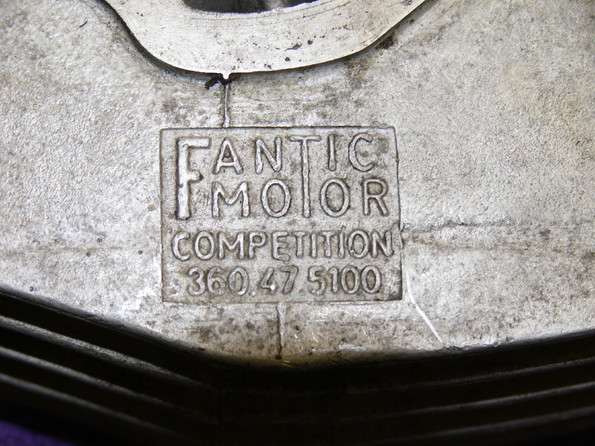 FANTIC
MOTOR
COMPETITION
360.47.5100